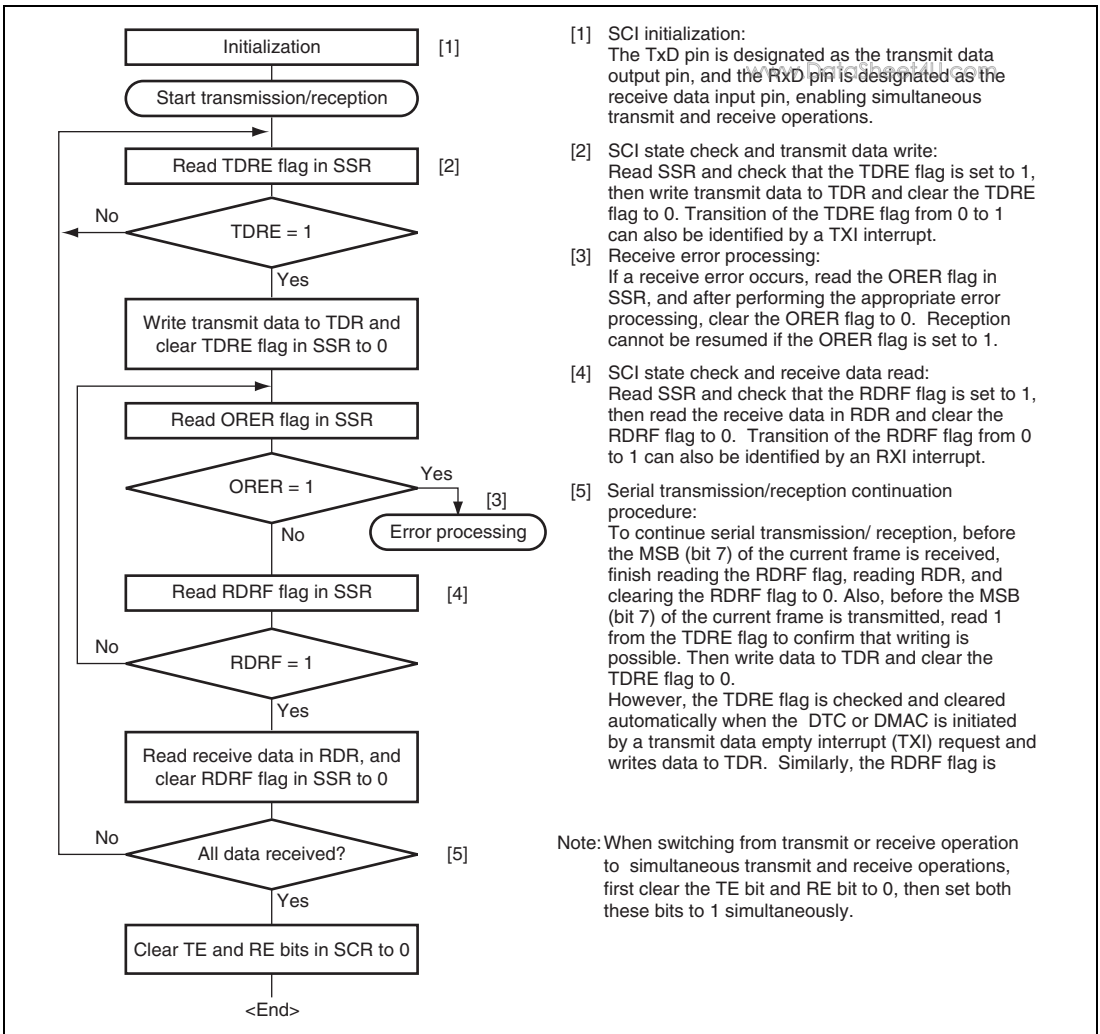 Initialization
[1]
Start transmission/reception
Read TDRE flag in SSR
[2]
No
TDRE = 1
Yes
Write transmit data to TDR and
clear TDRE flag in SSR to 0
Read ORER flag in SSR
ORER = 1
Yes
[3]
Error processing
No
Read RDRF flag in SSR
[4]
No
RDRF = 1
Yes
Read receive data in RDR, and
clear RDRF flag in SSR to 0
No
All data received?
[5]
Yes
Clear TE and RE bits in SCR to 0
<End>
[1] SCI initialization:
The TxD pin is designated as the transmit data
www.DataSheet4U.com
output pin, and the RxD pin is designated as the
receive data input pin, enabling simultaneous
transmit and receive operations.
[2] SCI state check and transmit data write:
Read SSR and check that the TDRE flag is set to 1,
then write transmit data to TDR and clear the TDRE
flag to 0. Transition of the TDRE flag from 0 to 1
can also be identified by a TXI interrupt.
[3] Receive error processing:
If a receive error occurs, read the ORER flag in
SSR, and after performing the appropriate error
processing, clear the ORER flag to 0. Reception
cannot be resumed if the ORER flag is set to 1.
[4] SCI state check and receive data read:
Read SSR and check that the RDRF flag is set to 1,
then read the receive data in RDR and clear the
RDRF flag to 0. Transition of the RDRF flag from 0
to 1 can also be identified by an RXI interrupt.
[5] Serial transmission/reception continuation
procedure:
To continue serial transmission/ reception, before
the MSB (bit 7) of the current frame is received,
finish reading the RDRF flag, reading RDR, and
clearing the RDRF flag to 0. Also, before the MSB
(bit 7) of the current frame is transmitted, read 1
from the TDRE flag to confirm that writing is
possible. Then write data to TDR and clear the
TDRE flag to 0.
However, the TDRE flag is checked and cleared
automatically when the DTC or DMAC is initiated
by a transmit data empty interrupt (TXI) request and
writes data to TDR. Similarly, the RDRF flag is
Note: When switching from transmit or receive operation
to simultaneous transmit and receive operations,
first clear the TE bit and RE bit to 0, then set both
these bits to 1 simultaneously.